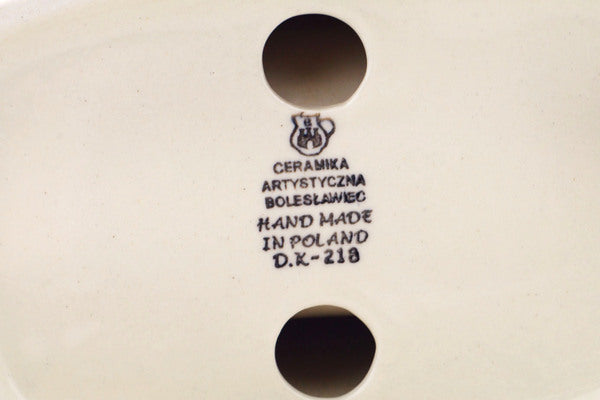 CERAMIKA
ARTYSTYCZNA
BOLESŁAWIEC
HAND MADE
IN POLAND
D.K-218